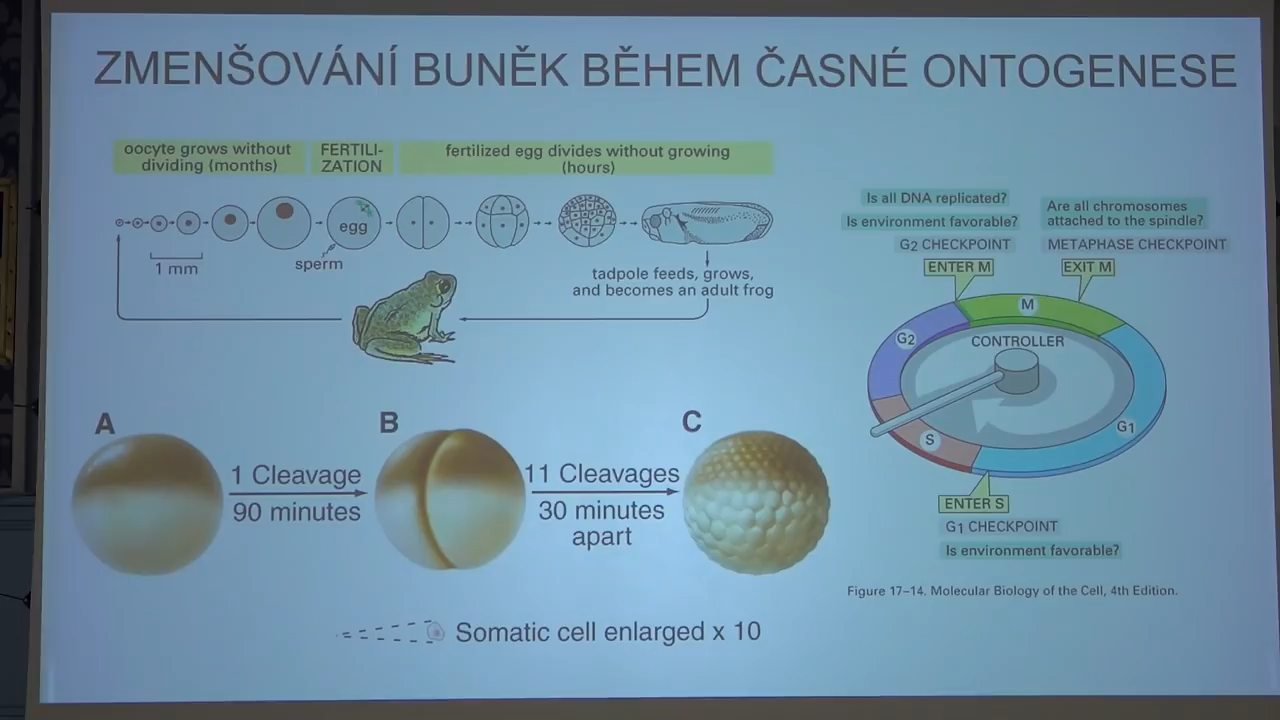 ZMENŠOVÁNÍ BUNĚK BĚHEM ČASNÉ ONTOGENESE
oocyte grows without
dividing (months)
FERTILI-
ZATION
fertilized egg divides without growing
(hours)
egg
1 mm
sperm
tadpole feeds, grows,
and becomes an adult frog
Is all DNA replicated?
Is environment favorable?
G2 CHECKPOINT
ENTER M
Are all chromosomes
attached to the spindle?
METAPHASE CHECKPOINT
EXIT M
M
G2
CONTROLLER
G1
S
ENTER S
G1 CHECKPOINT
Is environment favorable?
Figure 17–14. Molecular Biology of the Cell, 4th Edition.
A
1 Cleavage
90 minutes
B
11 Cleavages
30 minutes
apart
C
Somatic cell enlarged x 10